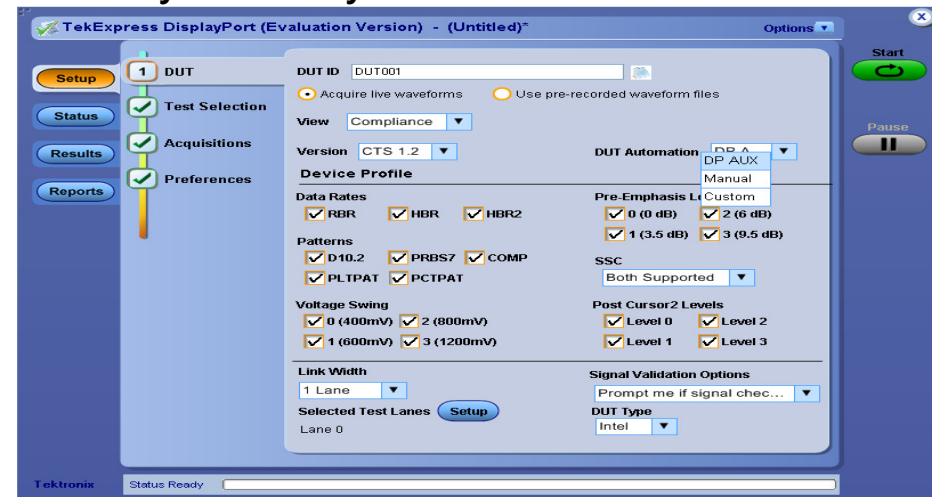 TekExpress DisplayPort (Evaluation Version) - (Untitled)*
Options
Start
Pause
Setup
Status
Results
Reports
1 DUT
Test Selection
Acquisitions
Preferences
DUT ID DUT001
Acquire live waveforms Use pre-recorded waveform files
View Compliance
Version CTS 1.2 DUT Automation
DP AUX
Manual
Custom
Device Profile
Data Rates
RBR HBR HBR2
Patterns
D10.2 PRBS7 COMP
PLTPAT PCTPAT
Voltage Swing
0 (400mV) 2 (800mV)
1 (600mV) 3 (1200mV)
Pre-Emphasis
0 (0 dB) 2 (6 dB)
1 (3.5 dB) 3 (9.5 dB)
SSC
Both Supported
Post Cursor2 Levels
Level 0 Level 2
Level 1 Level 3
Link Width
1 Lane
Selected Test Lanes Setup
Lane 0
Signal Validation Options
Prompt me if signal chec...
DUT Type
Intel
Tektronix
Status Ready